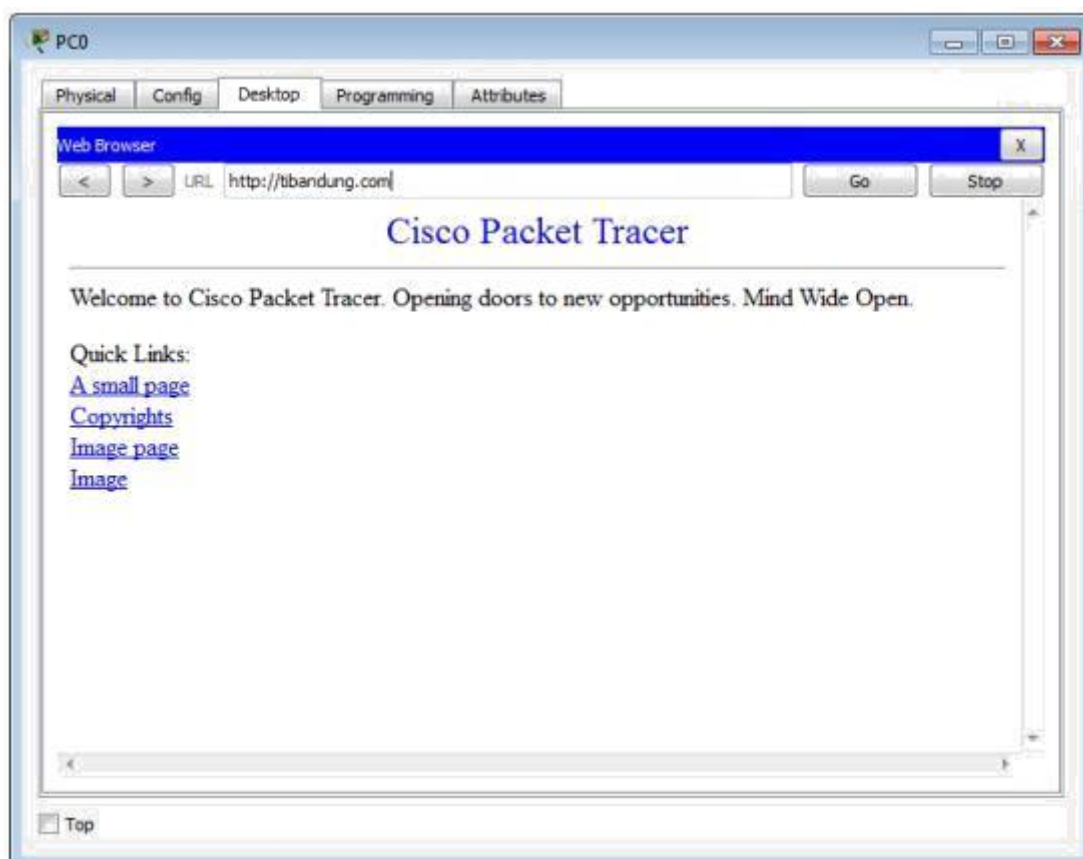 PC0
Physical Config Desktop Programming Attributes
Web Browser X
< > URL http://tibandung.com Go Stop
Cisco Packet Tracer
Welcome to Cisco Packet Tracer. Opening doors to new opportunities. Mind Wide Open.
Quick Links:
A small page
Copyrights
Image page
Image
Top